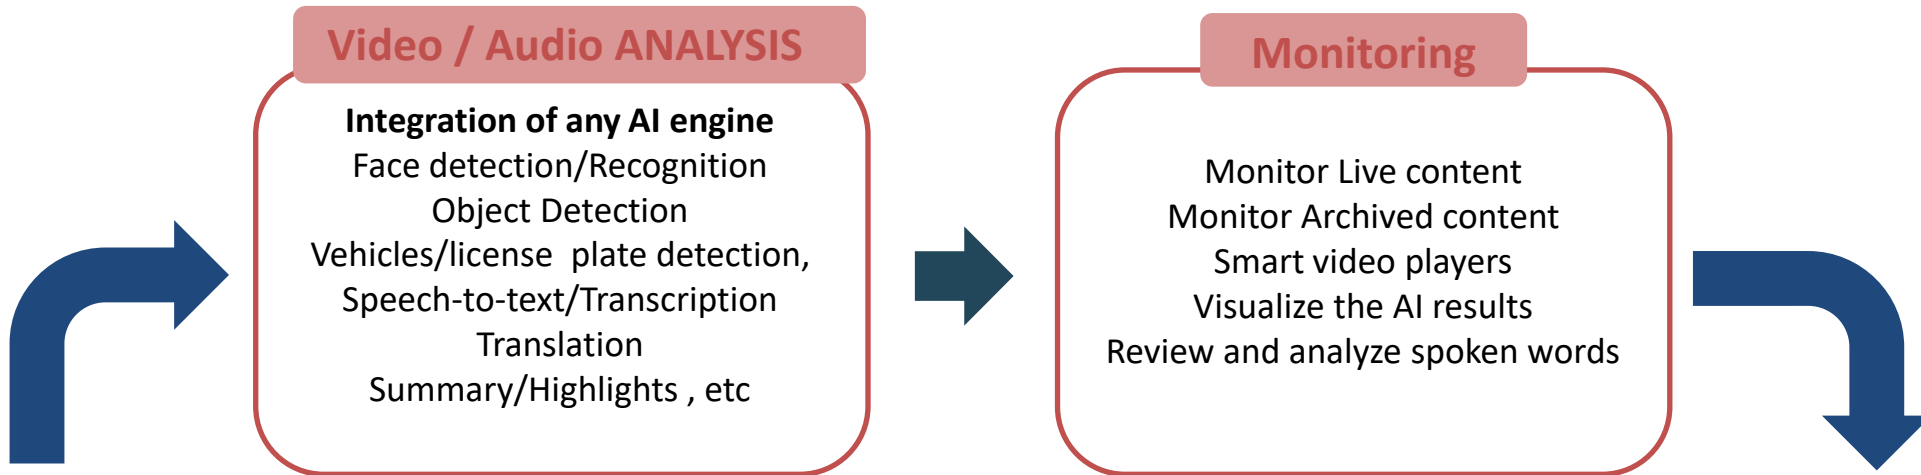 Video / Audio ANALYSIS
Integration of any AI engine
Face detection/Recognition
Object Detection
Vehicles/license  plate detection,
Speech-to-text/Transcription
Translation
Summary/Highlights , etc
Monitoring
Monitor Live content
Monitor Archived content
Smart video players
Visualize the AI results
Review and analyze spoken words